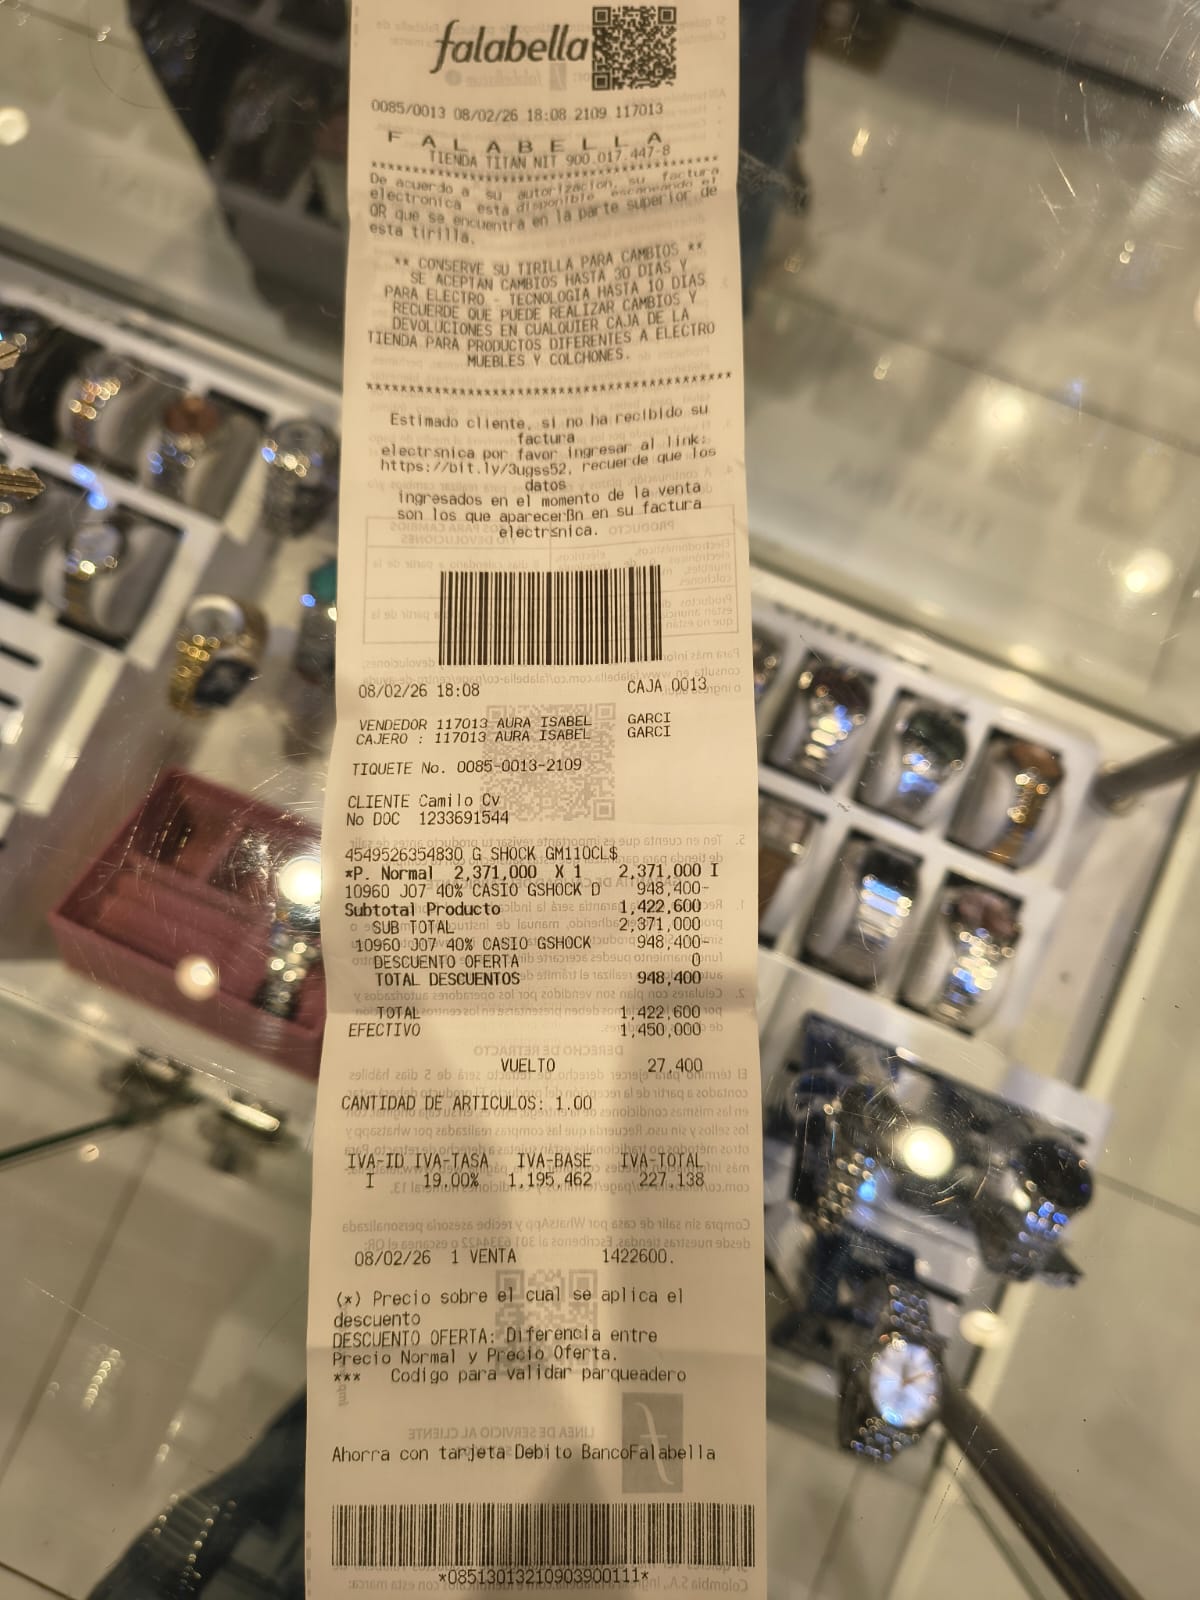 falabella
0085/0013 08/02/26 18:08 2109 117013
F A L A B E L L A
TIENDA TITAN NIT 900.017.447-8
************************************************
De acuerdo a su autorizacion, su factura
electronica esta disponible escaneando el
QR que se encuentra en la parte superior de
esta tirilla.
** CONSERVE SU TIRILLA PARA CAMBIOS **
SE ACEPTAN CAMBIOS HASTA 30 DIAS Y
PARA ELECTRO - TECNOLOGIA HASTA 10 DIAS
RECUERDE QUE PUEDE REALIZAR CAMBIOS Y
DEVOLUCIONES EN CUALQUIER CAJA DE LA
TIENDA PARA PRODUCTOS DIFERENTES A ELECTRO
MUEBLES Y COLCHONES.
************************************************
Estimado cliente, si no ha recibido su
factura
electrsnica por favor ingresar al link:
https://bit.ly/3ugss52, recuerde que los
datos
ingresados en el momento de la venta
son los que aparecerßn en su factura
electrsnica.
08/02/26 18:08 CAJA 0013
VENDEDOR 117013 AURA ISABEL GARCI
CAJERO : 117013 AURA ISABEL GARCI
TIQUETE No. 0085-0013-2109
CLIENTE Camilo Cv
No DOC 1233691544
4549526354830 G SHOCK GM110CL$
*P. Normal 2,371,000 X 1 2,371,000 I
10960 J07 40% CASIO GSHOCK D 948,400-
Subtotal Producto 1,422,600
SUB TOTAL 2,371,000
10960 J07 40% CASIO GSHOCK 948,400-
DESCUENTO OFERTA 0
TOTAL DESCUENTOS 948,400
TOTAL 1,422,600
EFECTIVO 1,450,000
VUELTO 27,400
CANTIDAD DE ARTICULOS: 1.00
IVA-ID IVA-TASA IVA-BASE IVA-TOTAL
I 19.00% 1,195,462 227,138
08/02/26 1 VENTA 1422600.
(*) Precio sobre el cual se aplica el
descuento
DESCUENTO OFERTA: Diferencia entre
Precio Normal y Precio Oferta.
*** Codigo para validar parqueadero
Ahorra con tarjeta Debito BancoFalabella
*08513013210903900111*